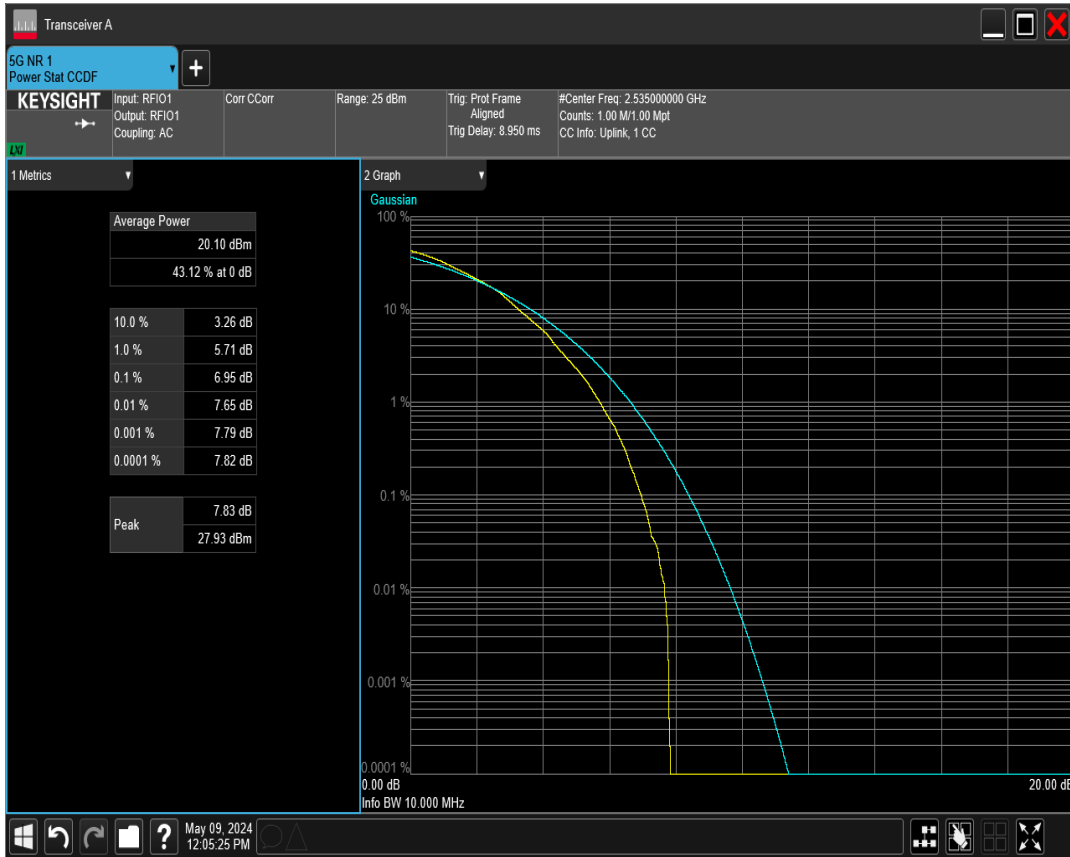 Transceiver A
5G NR 1
Power Stat CCDF
+
KEYSIGHT
LXI
Input: RFIO1
Output: RFIO1
Coupling: AC
Corr CCorr
Range: 25 dBm
Trig: Prot Frame
Aligned
Trig Delay: 8.950 ms
#Center Freq: 2.535000000 GHz
Counts: 1.00 M/1.00 Mpt
CC Info: Uplink, 1 CC
1 Metrics
Average Power
20.10 dBm
43.12 % at 0 dB
10.0 % 3.26 dB
1.0 % 5.71 dB
0.1 % 6.95 dB
0.01 % 7.65 dB
0.001 % 7.79 dB
0.0001 % 7.82 dB
Peak
7.83 dB
27.93 dBm
2 Graph
Gaussian
100 %
10 %
1 %
0.1 %
0.01 %
0.001 %
0.0001 %
0.00 dB
20.00 dB
Info BW 10.000 MHz
?
May 09, 2024
12:05:25 PM